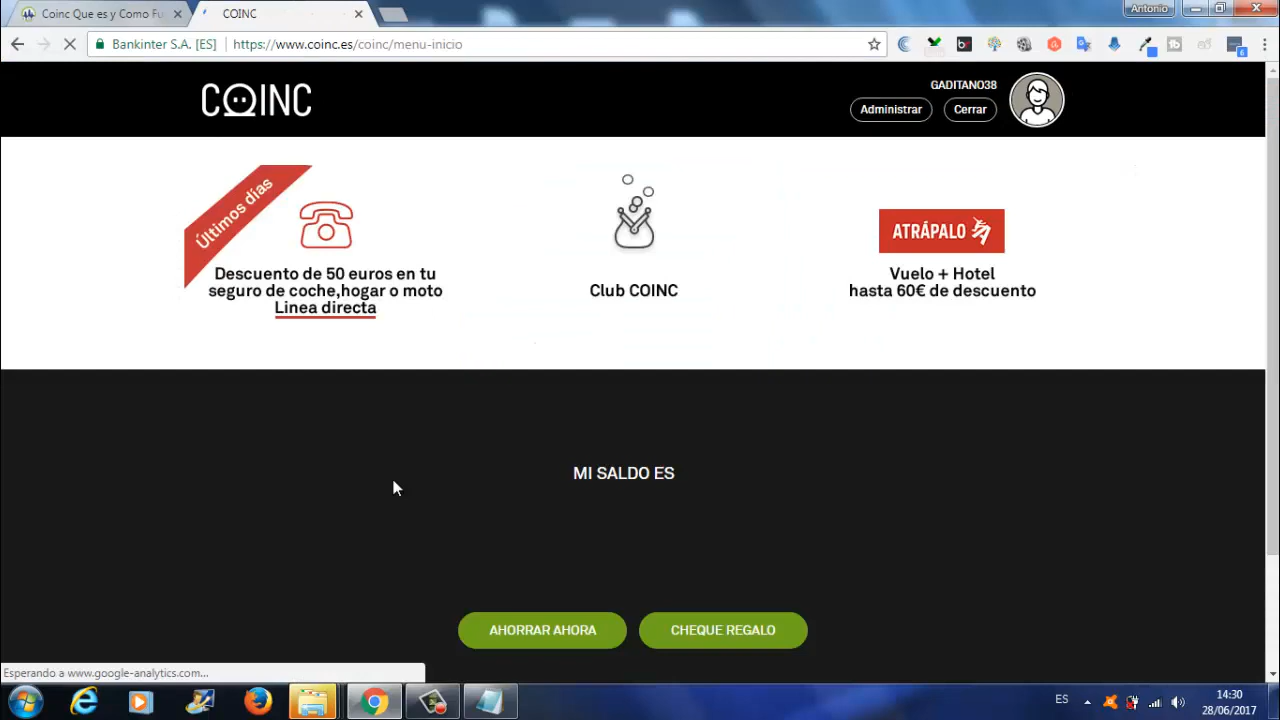 Coinc Que es y Como Fu
COINC
Antonio
Bankinter S.A. [ES]
https://www.coinc.es/coinc/menu-inicio
6
COINC
GADITANO38
Administrar
Cerrar
Últimos días
Descuento de 50 euros en tu
seguro de coche,hogar o moto
Linea directa
Club COINC
ATRÁPALO
Vuelo + Hotel
hasta 60€ de descuento
MI SALDO ES
AHORRAR AHORA
CHEQUE REGALO
Esperando a www.google-analytics.com...
ES
14:30
28/06/2017